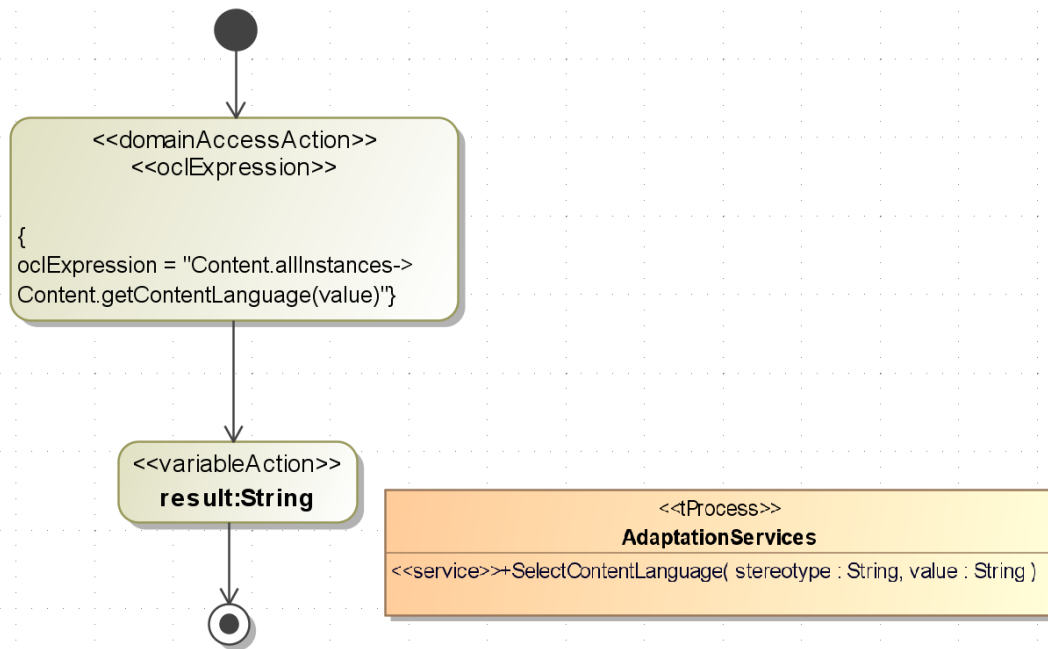 <<domainAccessAction>>
<<oclExpression>>
{
oclExpression = "Content.allInstances->
Content.getContentLanguage(value)"}
<<variableAction>>
result:String
<<tProcess>>
AdaptationServices
<<service>>+SelectContentLanguage( stereotype : String, value : String )